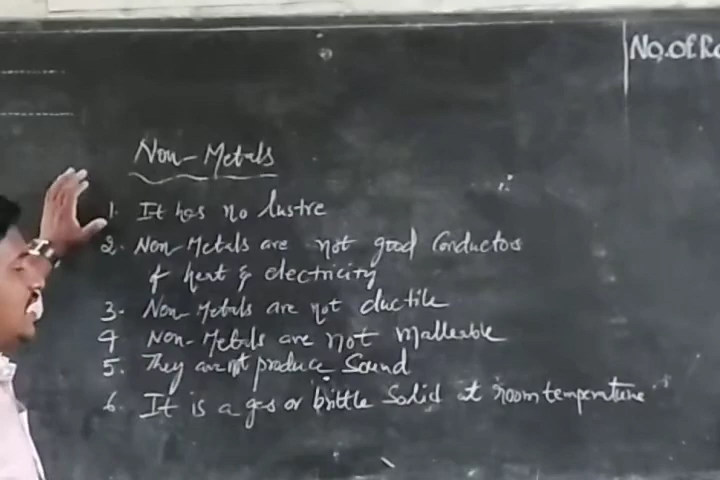 No. of
Non-Metals
1. It has no lustre
2. Non-Metals are not good Conductors
of heat & electricity
3. Non-Metals are not ductile
4 Non-Metals are not Malleable
5. They are not produce Sound
6. It is a gas or brittle Solid at room temperature